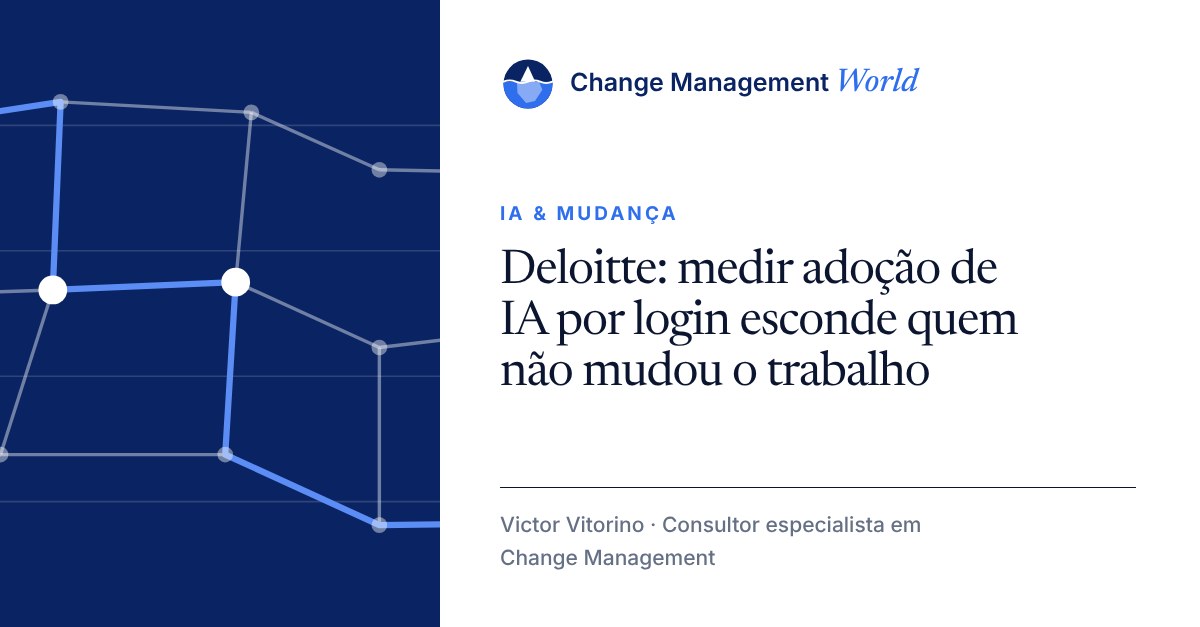 Change Management World
IA & MUDANÇA
Deloitte: medir adoção de
IA por login esconde quem
não mudou o trabalho
Victor Vitorino · Consultor especialista em
Change Management